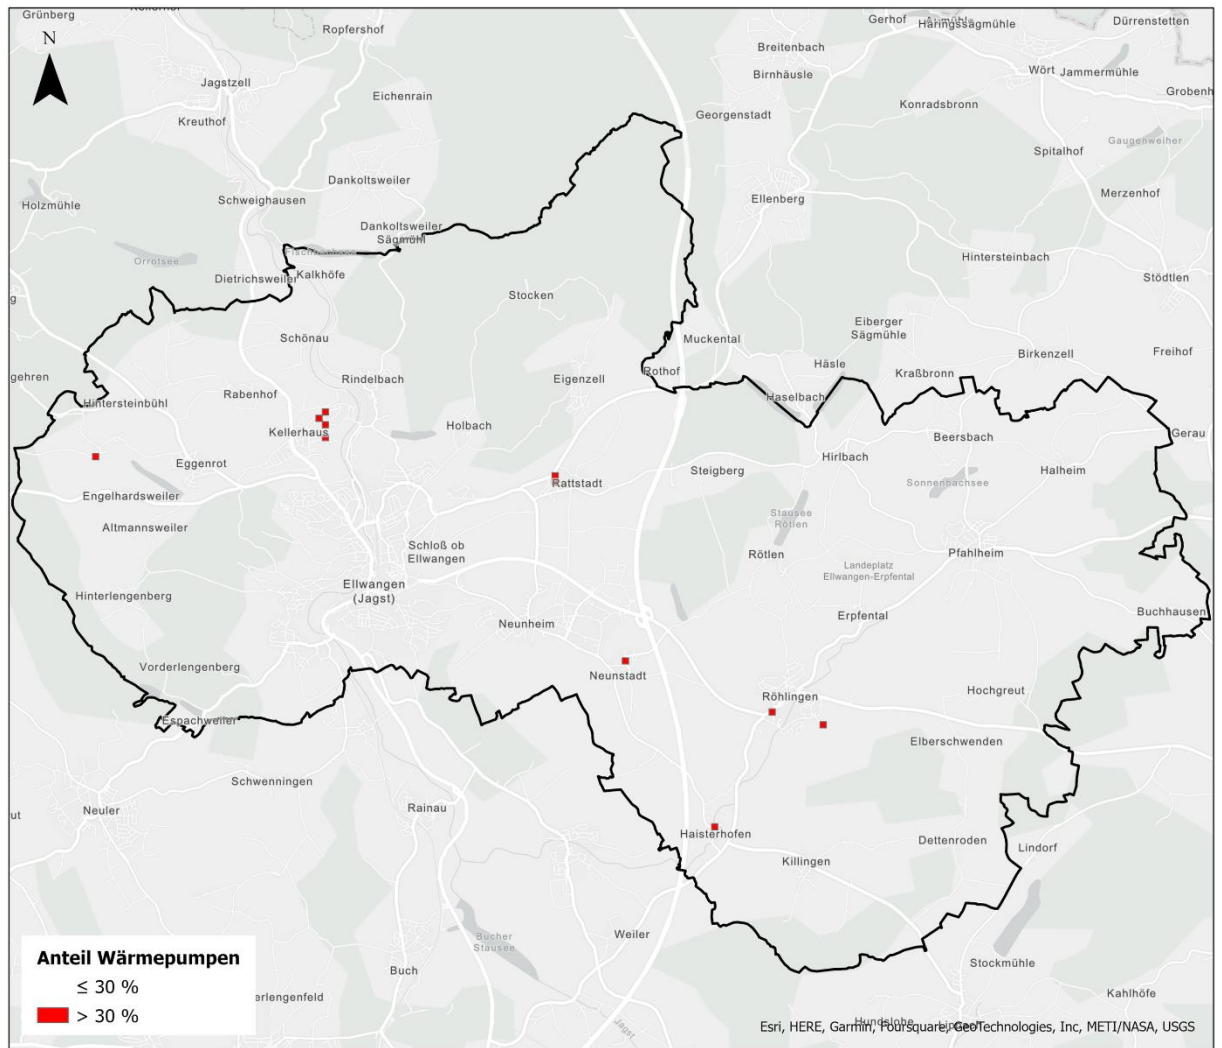 Grünberg
Ropfershof
Gerhof
Häringssägmühle
Dürrenstetten
N
Breitenbach
Jagstzell
Birnhäusle
Wört
Jammermühle
Eichenrain
Kreuthof
Georgenstadt
Konradsbronn
Gaugenweiher
Spitalhof
Dankoltsweiler
Merzenhof
Holzmühle
Schweighausen
Ellenberg
Dankoltsweiler
Sägmühl
Orrotsee
Hintersteinbach
Dietrichsweiler
Kalkhöfe
Stödtlen
Stocken
Eiberger
Sägmühle
Schönau
Muckental
Birkenzell
Freihof
Häsle
Kraßbronn
Rothof
gehren
Rindelbach
Eigenzell
Rabenhof
Haselbach
Hintersteinbühl
Holbach
Kellerhaus
Beersbach
Gerau
Hirlbach
Eggenrot
Steigberg
Halheim
Rattstadt
Sonnenbachsee
Engelhardsweiler
Stausee
Rötlen
Altmannsweiler
Schloß ob
Ellwangen
Rötlen
Pfahlheim
Landeplatz
Ellwangen-Erpfental
Ellwangen
(Jagst)
Hinterlengenberg
Buchhausen
Neunheim
Erpfental
Vorderlengenberg
Neunstadt
Röhlingen
Hochgreut
Espachweiler
Elberschwenden
Schwenningen
Neuler
Rainau
ut
Haisterhofen
Dettenroden
Lindorf
Killingen
Bucher
Stausee
Weiler
Buch
Stockmühle
Kahlhöfe
erlengenfeld
Jagst
Anteil Wärmepumpen
≤ 30 %
> 30 %
Esri, HERE, Garmin, Foursquare, GeoTechnologies, Inc, METI/NASA, USGS